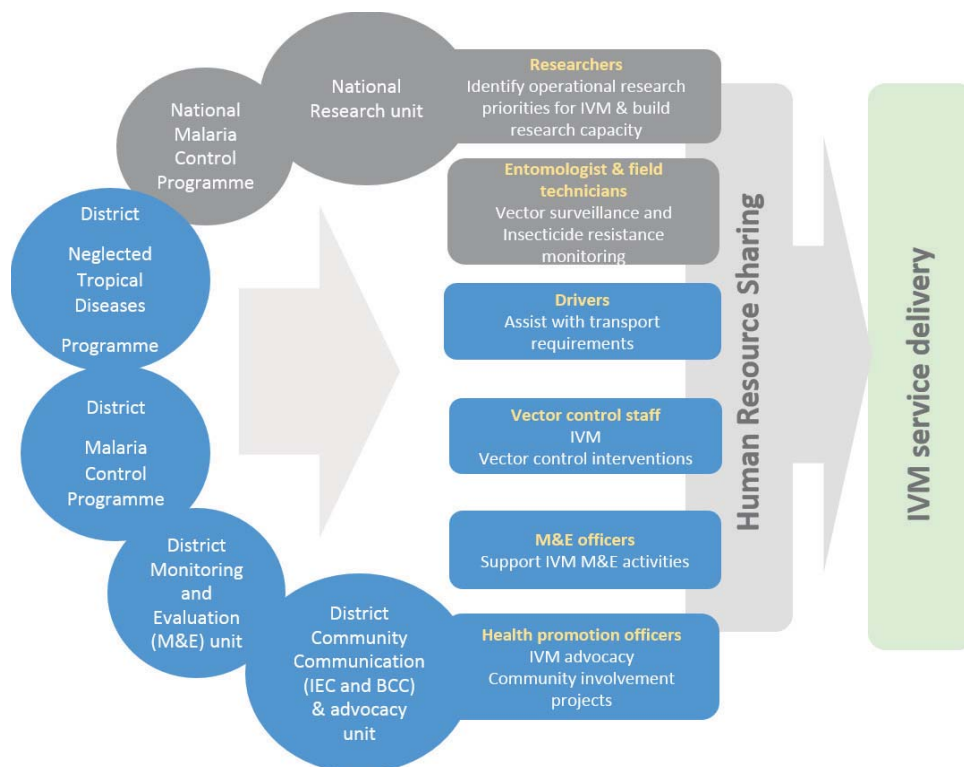 National
Research unit
National
Malaria
Control
Programme
District
Neglected
Tropical
Diseases
Programme
District
Malaria
Control
Programme
District
Monitoring
and
Evaluation
(M&E) unit
District
Community
Communication
(IEC and BCC)
& advocacy
unit
Researchers
Identify operational research
priorities for IVM & build
research capacity
Entomologist & field
technicians
Vector surveillance and
Insecticide resistance
monitoring
Drivers
Assist with transport
requirements
Vector control staff
IVM
Vector control interventions
M&E officers
Support IVM M&E activities
Health promotion officers
IVM advocacy
Community involvement
projects
Human Resource Sharing
IVM service delivery